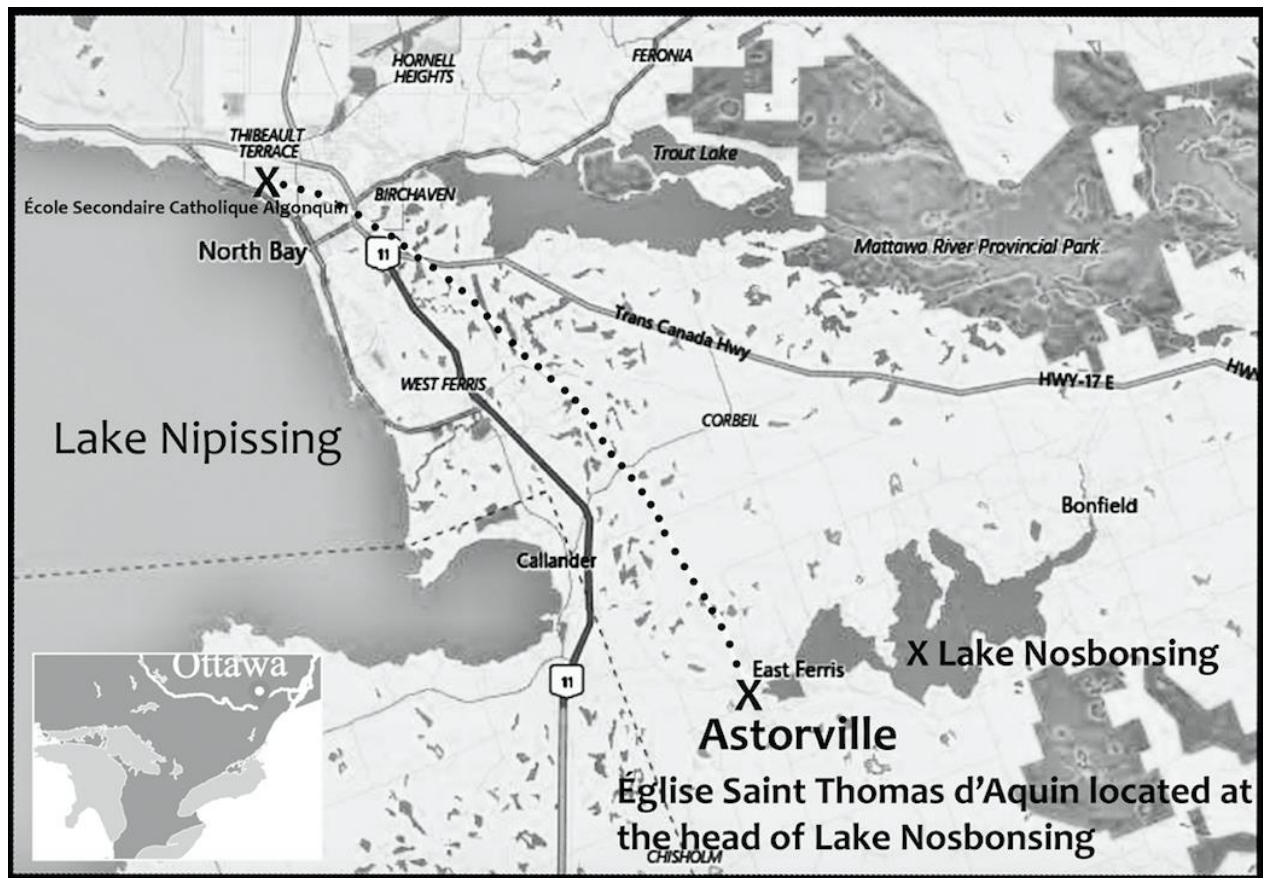 HORNELL
HEIGHTS
FERONIA
THIBEAULT
TERRACE
Trout Lake
X
BIRCHAVEN
École Secondaire Catholique Algonquin
North Bay
11
Mattawa River Provincial Park
Trans Canada Hwy
HWY-17 E
HW
WEST FERRIS
CORBEIL
Lake Nipissing
Bonfield
Callander
X Lake Nosbonsing
East Ferris
Ottawa
11
X
Astorville
Église Saint Thomas d'Aquin located at
the head of Lake Nosbonsing
CHISHOLM